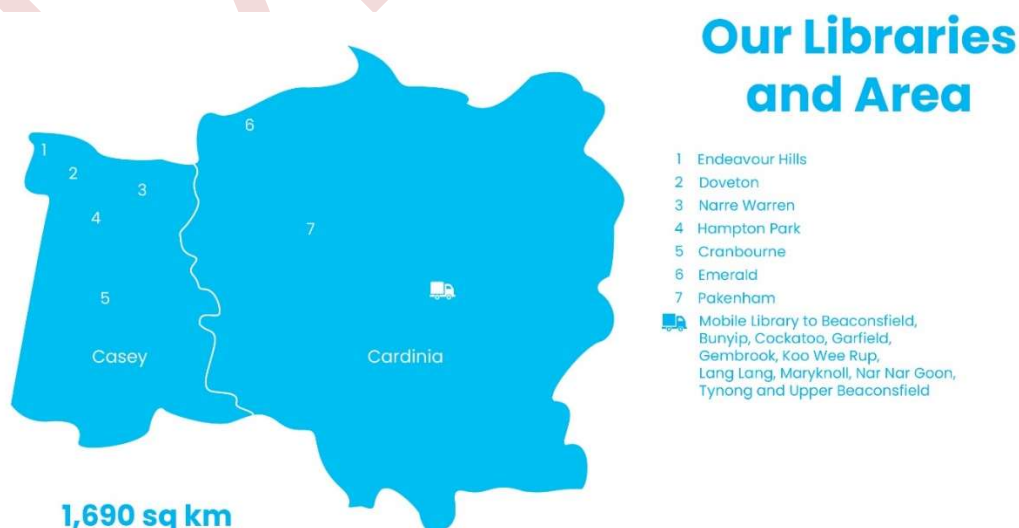 Our Libraries
and Area
1
2
3
4
5
6
7
Casey
Cardinia
1 Endeavour Hills
2 Doveton
3 Narre Warren
4 Hampton Park
5 Cranbourne
6 Emerald
7 Pakenham
Mobile Library to Beaconsfield,
Bunyip, Cockatoo, Garfield,
Gembrook, Koo Wee Rup,
Lang Lang, Maryknoll, Nar Nar Goon,
Tynong and Upper Beaconsfield
1,690 sq km